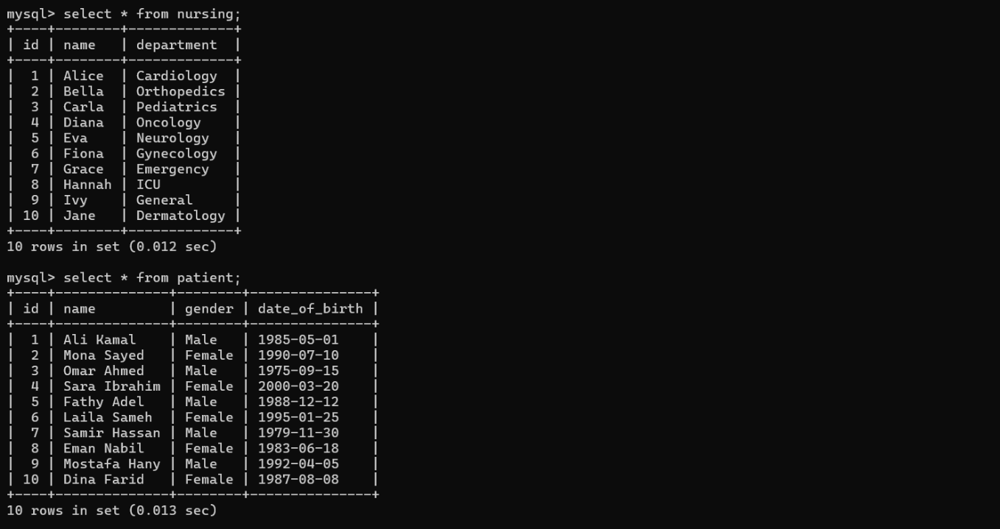 mysql> select * from nursing;
+----+--------+-------------+
| id | name   | department  |
+----+--------+-------------+
|  1 | Alice  | Cardiology  |
|  2 | Bella  | Orthopedics |
|  3 | Carla  | Pediatrics  |
|  4 | Diana  | Oncology    |
|  5 | Eva    | Neurology   |
|  6 | Fiona  | Gynecology  |
|  7 | Grace  | Emergency   |
|  8 | Hannah | ICU         |
|  9 | Ivy    | General     |
| 10 | Jane   | Dermatology |
+----+--------+-------------+
10 rows in set (0.012 sec)

mysql> select * from patient;
+----+--------------+--------+---------------+
| id | name         | gender | date_of_birth |
+----+--------------+--------+---------------+
|  1 | Ali Kamal    | Male   | 1985-05-01    |
|  2 | Mona Sayed   | Female | 1990-07-10    |
|  3 | Omar Ahmed   | Male   | 1975-09-15    |
|  4 | Sara Ibrahim | Female | 2000-03-20    |
|  5 | Fathy Adel   | Male   | 1988-12-12    |
|  6 | Laila Sameh  | Female | 1995-01-25    |
|  7 | Samir Hassan | Male   | 1979-11-30    |
|  8 | Eman Nabil   | Female | 1983-06-18    |
|  9 | Mostafa Hany | Male   | 1992-04-05    |
| 10 | Dina Farid   | Female | 1987-08-08    |
+----+--------------+--------+---------------+
10 rows in set (0.013 sec)